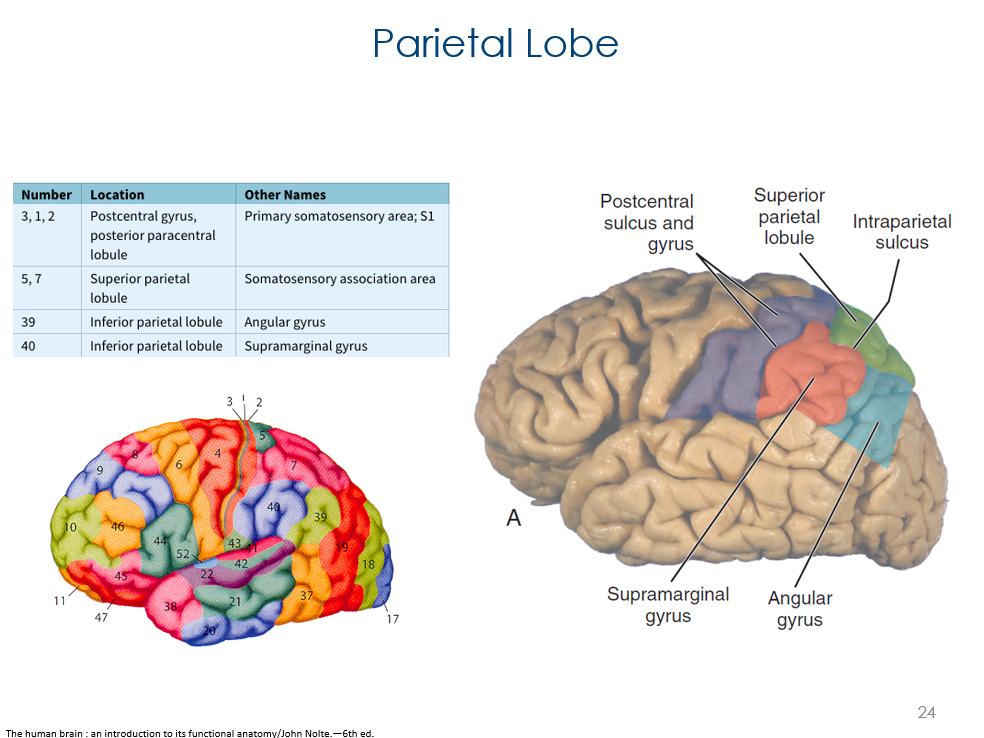 Parietal Lobe
Number Location Other Names
3, 1, 2 Postcentral gyrus, Primary somatosensory area; S1
posterior paracentral
lobule
5, 7 Superior parietal Somatosensory association area
lobule
39 Inferior parietal lobule Angular gyrus
40 Inferior parietal lobule Supramarginal gyrus
Postcentral
sulcus and
gyrus
Superior
parietal
lobule
Intraparietal
sulcus
A
Supramarginal
gyrus
Angular
gyrus
3 1 2
8 6 4 5
9 7
10 46 40 39
44 52 43 41 19
42 18
45 22
11 38 21 37
47 20 17
24
The human brain : an introduction to its functional anatomy/John Nolte.—6th ed.